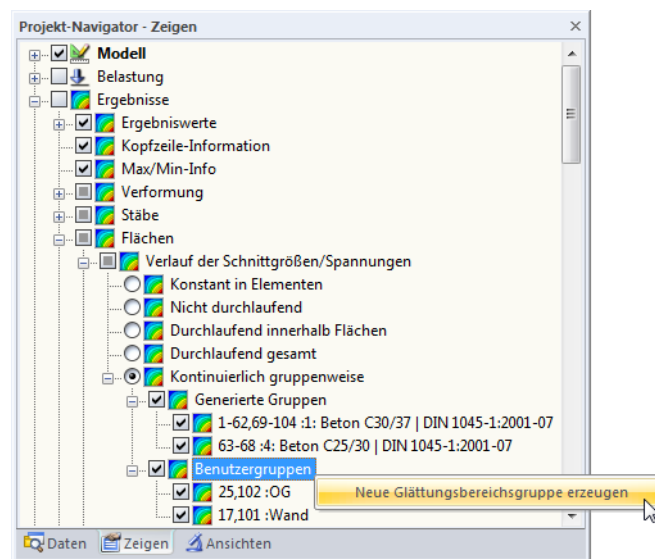 Projekt-Navigator - Zeigen
Modell
Belastung
Ergebnisse
Ergebniswerte
Kopfzeile-Information
Max/Min-Info
Verformung
Stäbe
Flächen
Verlauf der Schnittgrößen/Spannungen
Konstant in Elementen
Nicht durchlaufend
Durchlaufend innerhalb Flächen
Durchlaufend gesamt
Kontinuierlich gruppenweise
Generierte Gruppen
1-62,69-104 :1: Beton C30/37 | DIN 1045-1:2001-07
63-68 :4: Beton C25/30 | DIN 1045-1:2001-07
Benutzergruppen
25,102 :OG
Neue Glättungsbereichsgruppe erzeugen
17,101 :Wand
Daten Zeigen Ansichten